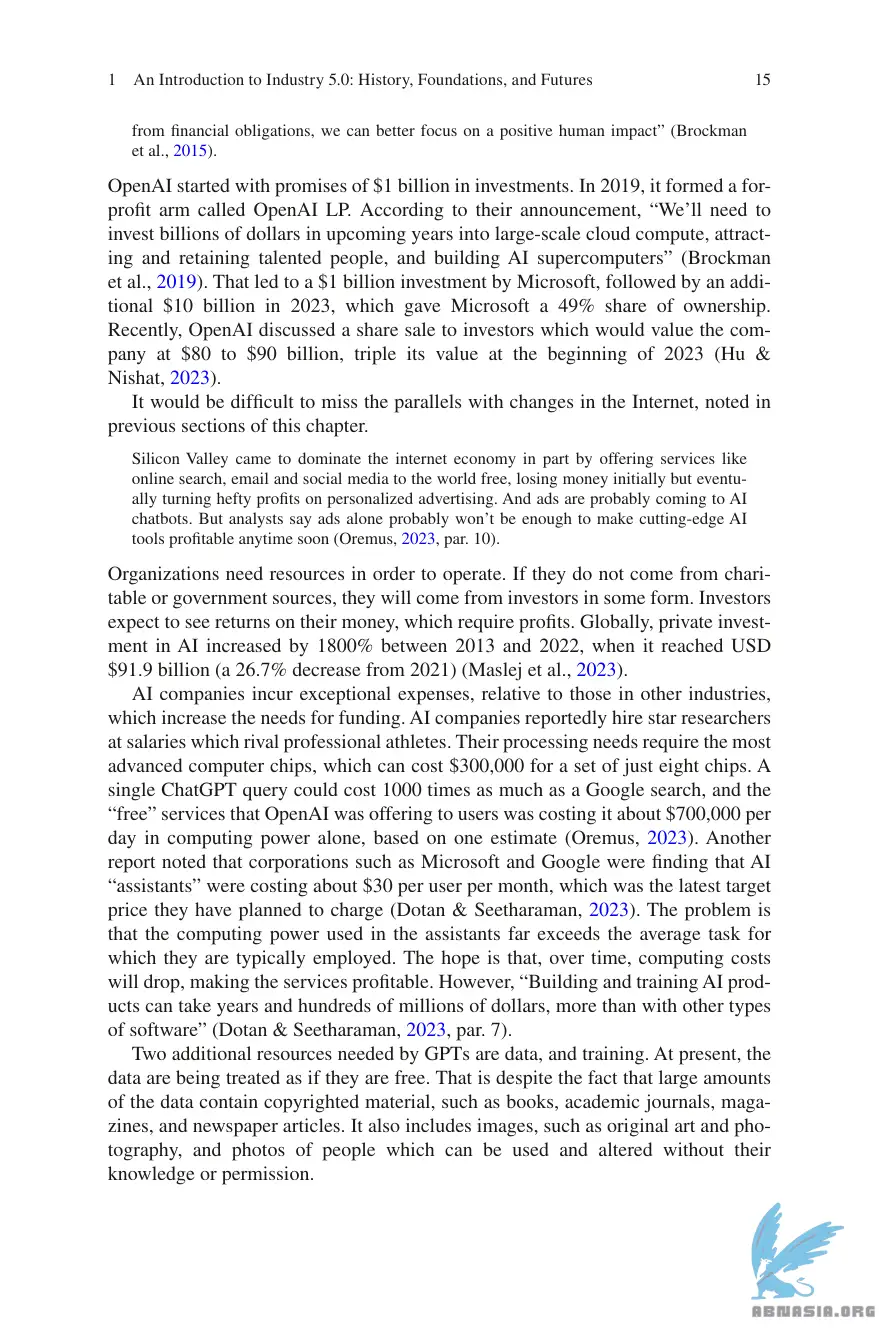 1 An Introduction to Industry 5.0: History, Foundations, and Futures 15
from financial obligations, we can better focus on a positive human impact” (Brockman
et al., 2015).
OpenAI started with promises of $1 billion in investments. In 2019, it formed a for-
profit arm called OpenAI LP. According to their announcement, “We’ll need to
invest billions of dollars in upcoming years into large-scale cloud compute, attract-
ing and retaining talented people, and building AI supercomputers” (Brockman
et al., 2019). That led to a $1 billion investment by Microsoft, followed by an addi-
tional $10 billion in 2023, which gave Microsoft a 49% share of ownership.
Recently, OpenAI discussed a share sale to investors which would value the com-
pany at $80 to $90 billion, triple its value at the beginning of 2023 (Hu &
Nishat, 2023).
It would be difficult to miss the parallels with changes in the Internet, noted in
previous sections of this chapter.
Silicon Valley came to dominate the internet economy in part by offering services like
online search, email and social media to the world free, losing money initially but eventu-
ally turning hefty profits on personalized advertising. And ads are probably coming to AI
chatbots. But analysts say ads alone probably won’t be enough to make cutting-edge AI
tools profitable anytime soon (Oremus, 2023, par. 10).
Organizations need resources in order to operate. If they do not come from chari-
table or government sources, they will come from investors in some form. Investors
expect to see returns on their money, which require profits. Globally, private invest-
ment in AI increased by 1800% between 2013 and 2022, when it reached USD
$91.9 billion (a 26.7% decrease from 2021) (Maslej et al., 2023).
AI companies incur exceptional expenses, relative to those in other industries,
which increase the needs for funding. AI companies reportedly hire star researchers
at salaries which rival professional athletes. Their processing needs require the most
advanced computer chips, which can cost $300,000 for a set of just eight chips. A
single ChatGPT query could cost 1000 times as much as a Google search, and the
“free” services that OpenAI was offering to users was costing it about $700,000 per
day in computing power alone, based on one estimate (Oremus, 2023). Another
report noted that corporations such as Microsoft and Google were finding that AI
“assistants” were costing about $30 per user per month, which was the latest target
price they have planned to charge (Dotan & Seetharaman, 2023). The problem is
that the computing power used in the assistants far exceeds the average task for
which they are typically employed. The hope is that, over time, computing costs
will drop, making the services profitable. However, “Building and training AI prod-
ucts can take years and hundreds of millions of dollars, more than with other types
of software” (Dotan & Seetharaman, 2023, par. 7).
Two additional resources needed by GPTs are data, and training. At present, the
data are being treated as if they are free. That is despite the fact that large amounts
of the data contain copyrighted material, such as books, academic journals, maga-
zines, and newspaper articles. It also includes images, such as original art and pho-
tography, and photos of people which can be used and altered without their
knowledge or permission.
ABNASIA.ORG